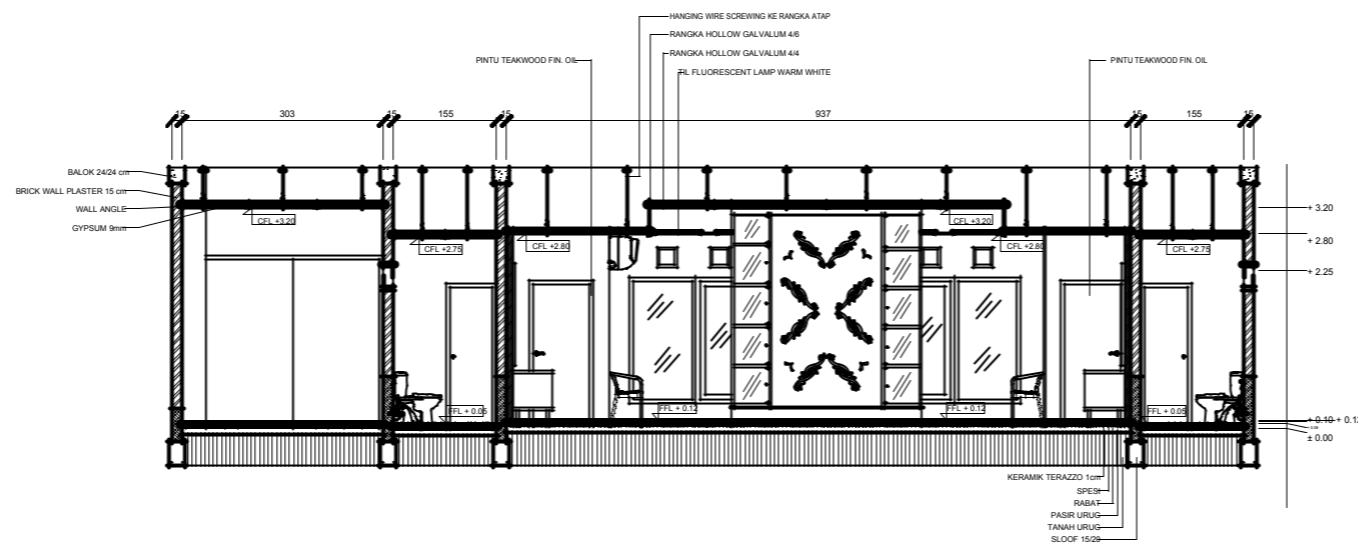 HANGING WIRE SCREWING KE RANGKA ATAP
RANGKA HOLLOW GALVALUM 4/6
RANGKA HOLLOW GALVALUM 4/4
PINTU TEAKWOOD FIN. OIL
TL FLUORESCENT LAMP WARM WHITE
PINTU TEAKWOOD FIN. OIL
15 303 15 155 15 937 15 155 15
BALOK 24/24 cm
BRICK WALL PLASTER 15 cm
WALL ANGLE
GYPSUM 9mm
CFL +3.20
CFL +2.75
CFL +2.80
CFL +3.20
CFL +2.80
CFL +2.75
+ 3.20
+ 2.80
+ 2.25
FFL + 0.05
FFL + 0.12
FFL + 0.12
FFL + 0.05
+ 0.10 + 0.12
± 0.00
KERAMIK TERAZZO 1cm
SPESI
RABAT
PASIR URUG
TANAH URUG
SLOOF 15/20